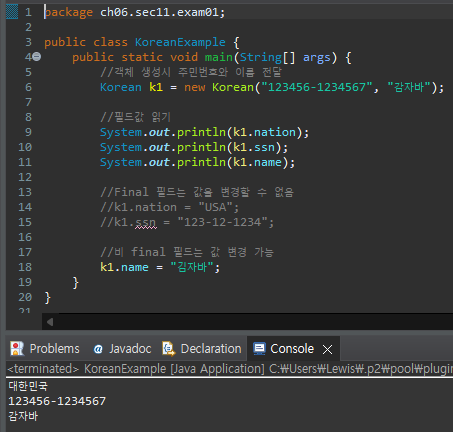 1 package ch06.sec11.exam01;
2
3 public class KoreanExample {
4 public static void main(String[] args) {
5 //객체 생성시 주민번호와 이름 전달
6 Korean k1 = new Korean("123456-1234567", "감자바");
7
8 //필드값 읽기
9 System.out.println(k1.nation);
10 System.out.println(k1.ssn);
11 System.out.println(k1.name);
12
13 //Final 필드는 값을 변경할 수 없음
14 //k1.nation = "USA";
15 //k1.ssn = "123-12-1234";
16
17 //비 final 필드는 값 변경 가능
18 k1.name = "김자바";
19 }
20 }
21
Problems Javadoc Declaration Console
<terminated> KoreanExample [Java Application] C:₩Users₩Lewis₩.p2₩pool₩plugin
대한민국
123456-1234567
감자바